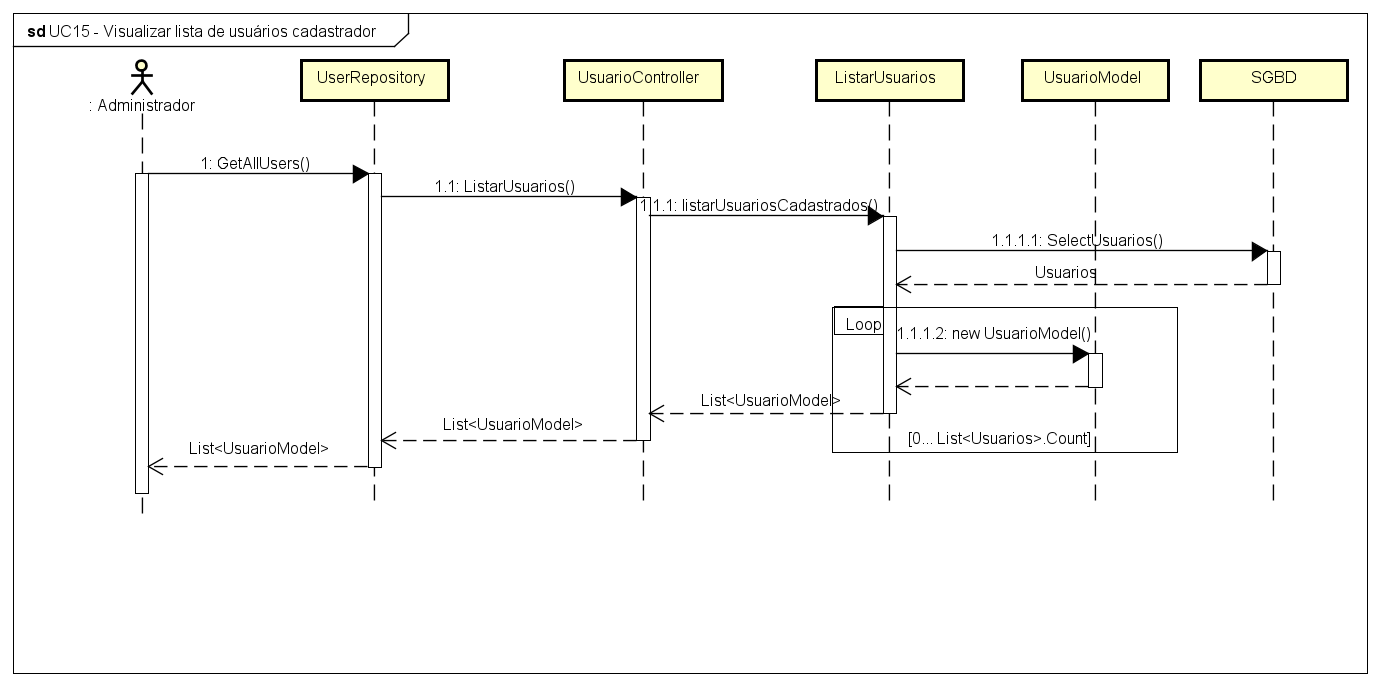 sd UC15 - Visualizar lista de usuários cadastrador
: Administrador
UserRepository
UsuarioController
ListarUsuarios
UsuarioModel
SGBD
1: GetAllUsers()
1.1: ListarUsuarios()
1.1.1: listarUsuariosCadastrados()
1.1.1.1: SelectUsuarios()
Usuarios
Loop
1.1.1.2: new UsuarioModel()
List<UsuarioModel>
List<UsuarioModel>
[0... List<Usuarios>.Count]
List<UsuarioModel>